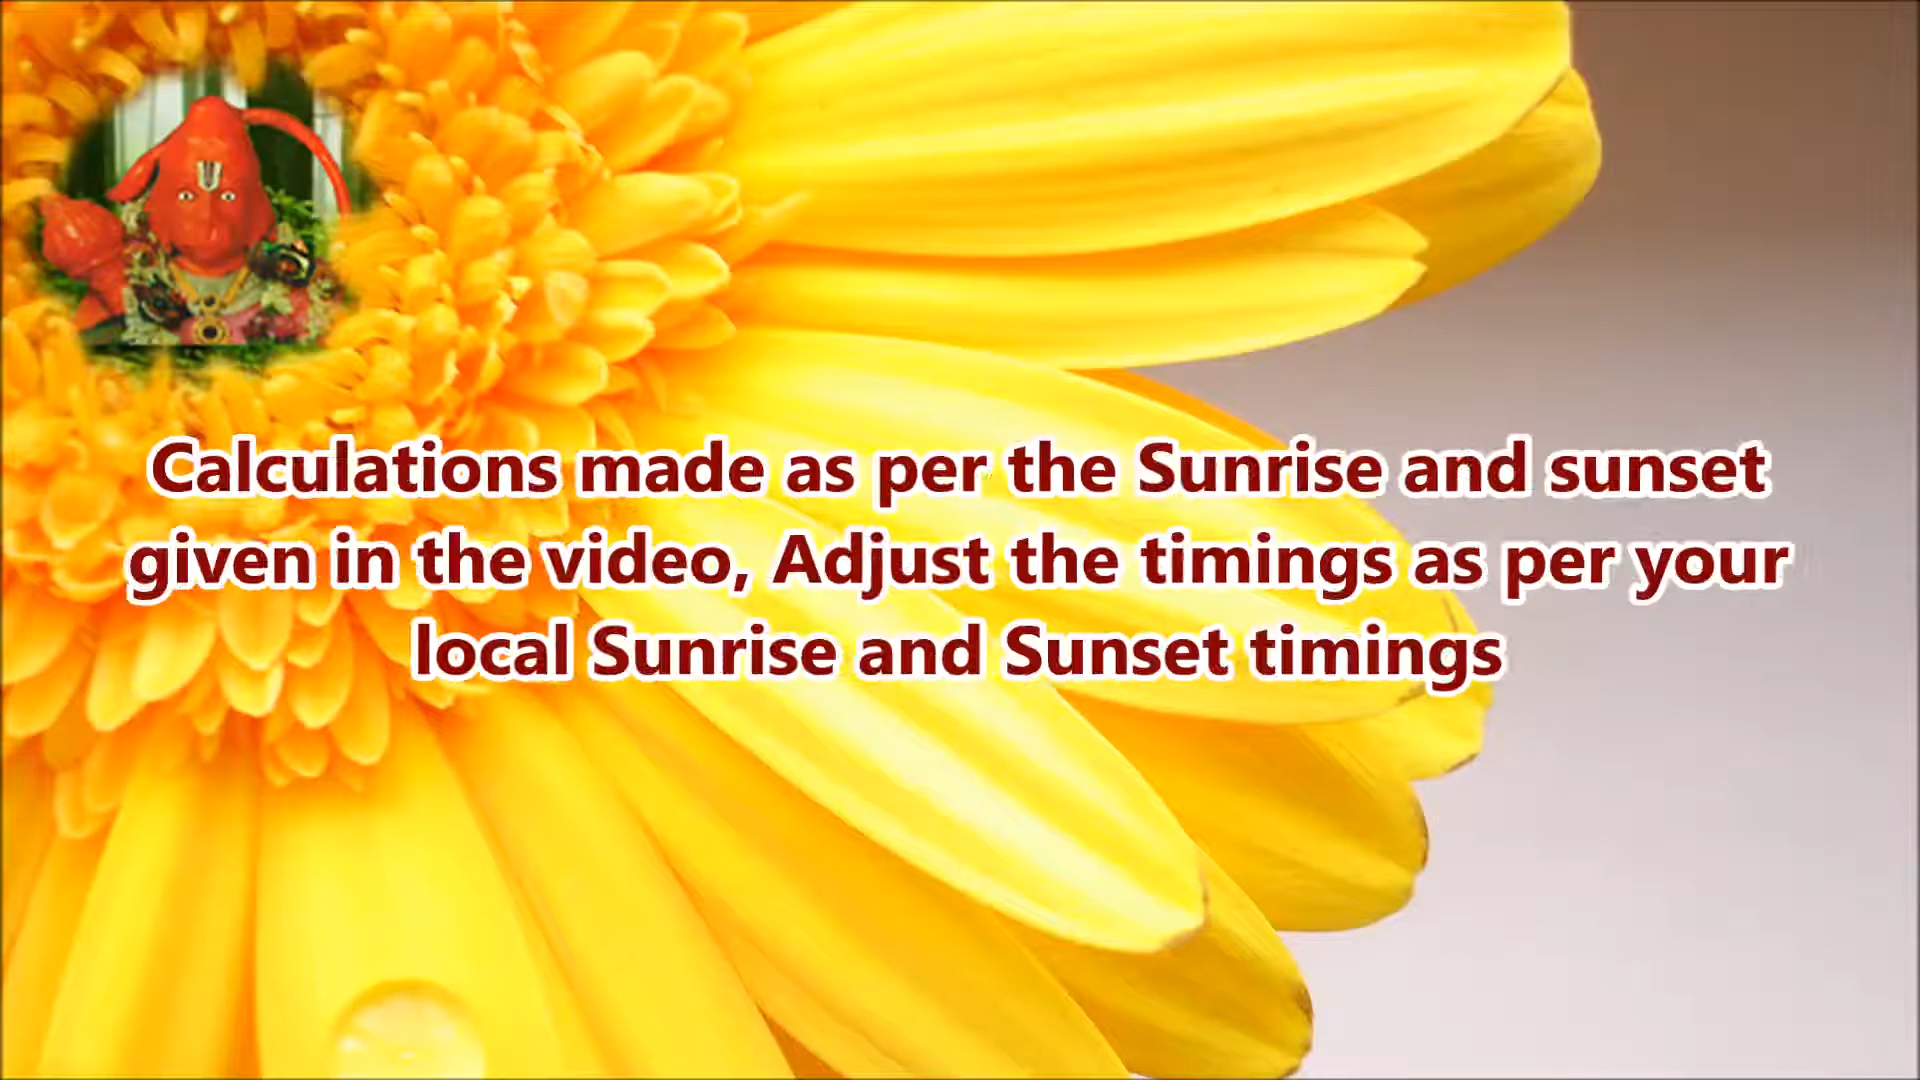 Calculations made as per the Sunrise and sunset
given in the video, Adjust the timings as per your
local Sunrise and Sunset timings